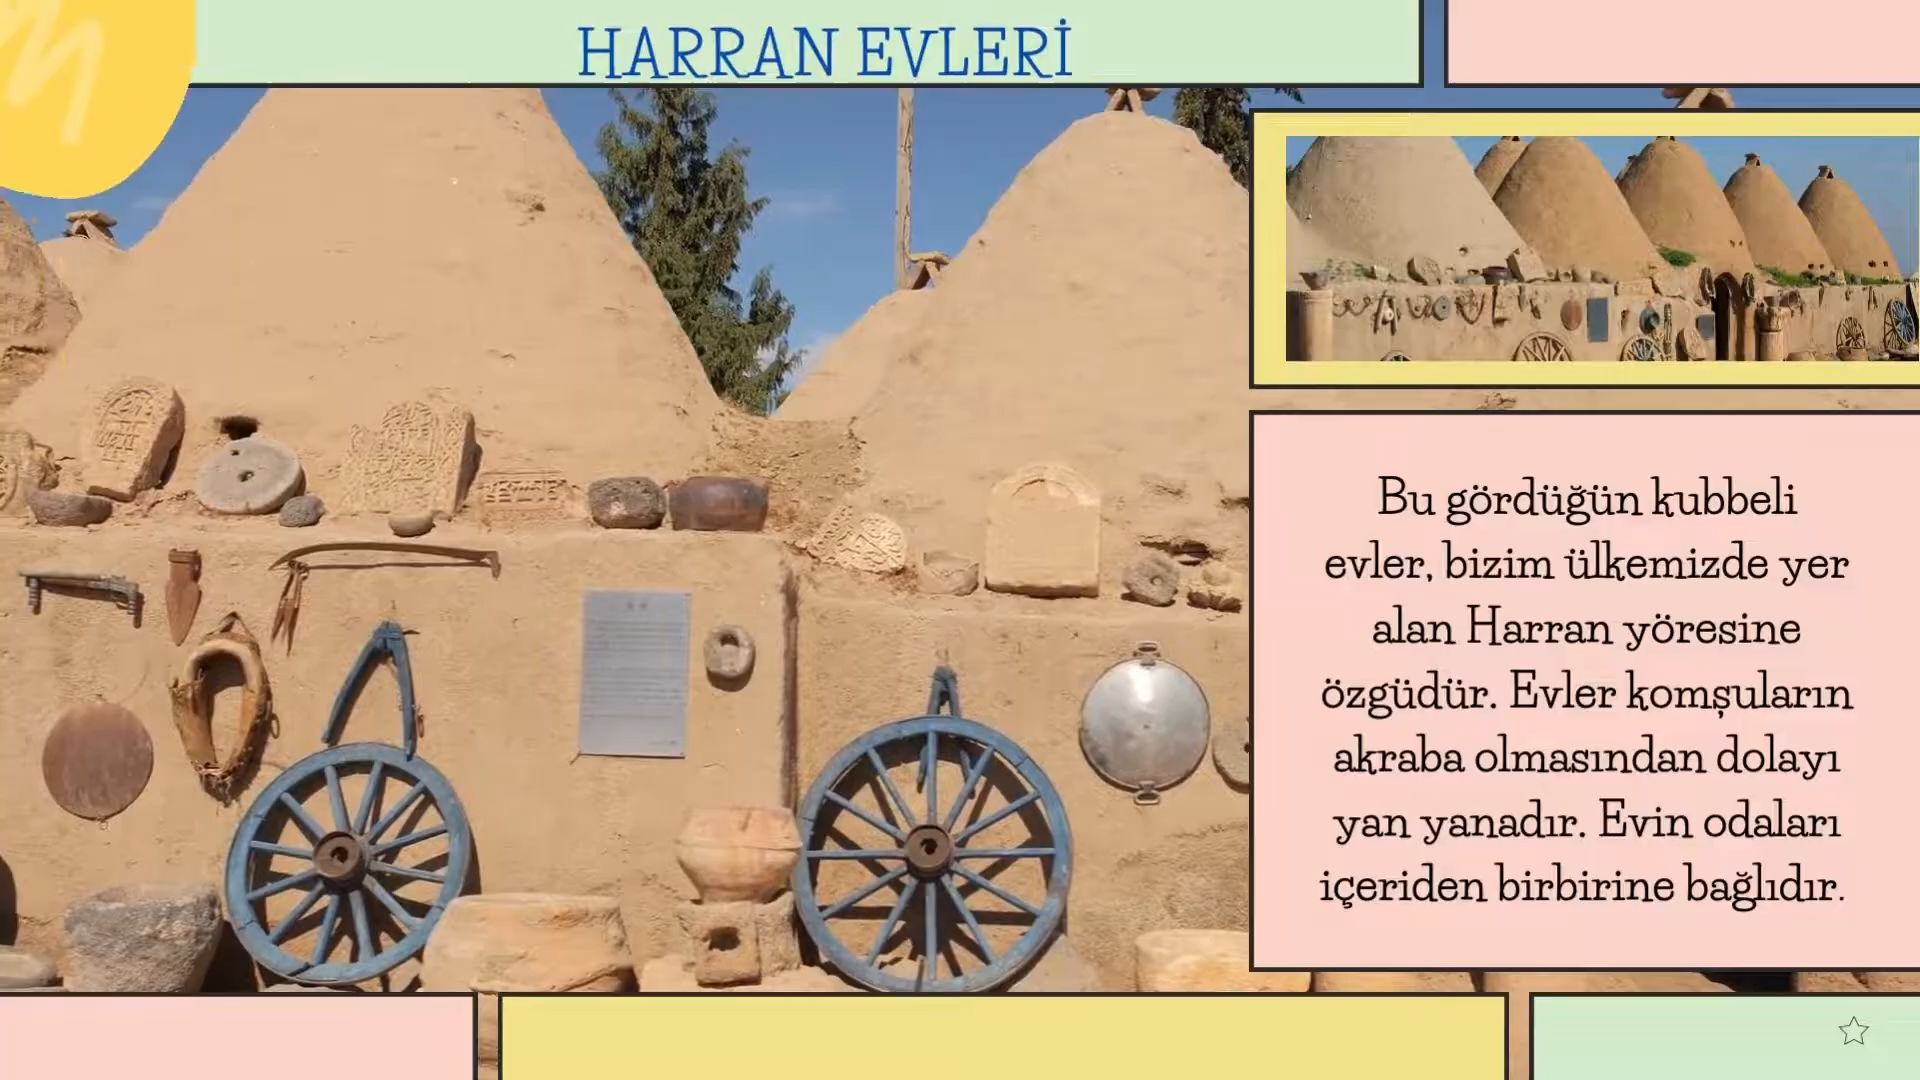 HARRAN EVLERİ
Bu gördüğün kubbeli
evler, bizim ülkemizde yer
alan Harran yöresine
özgüdür. Evler komşuların
akraba olmasından dolayı
yan yanadır. Evin odaları
içeriden birbirine bağlıdır.